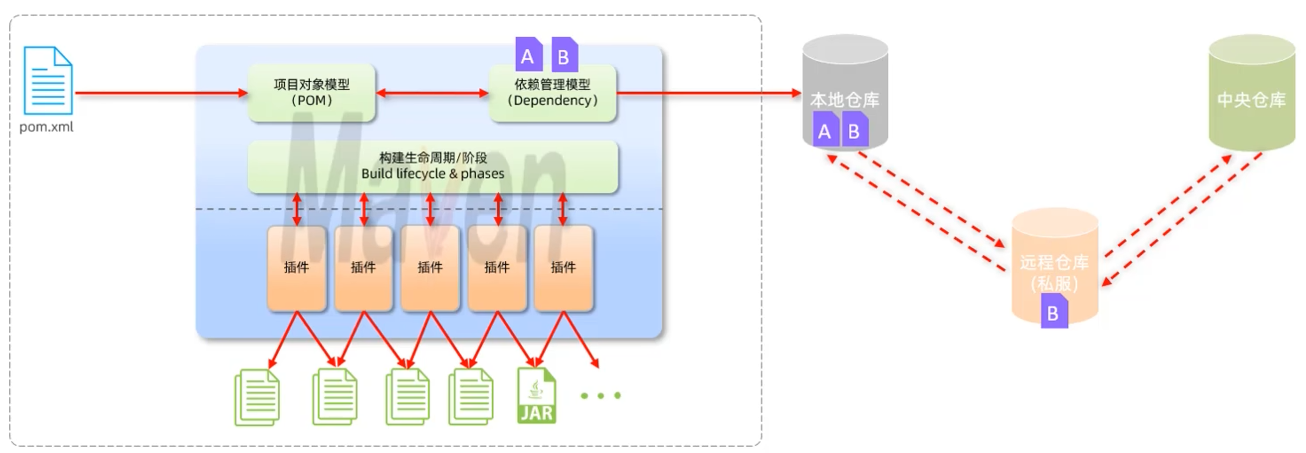 pom.xml
项目对象模型
（POM）
A
B
依赖管理模型
（Dependency）
构建生命周期/阶段
Build lifecycle & phases
Maven
插件
插件
插件
插件
插件
JAR
本地仓库
A
B
中央仓库
远程仓库
(私服)
B